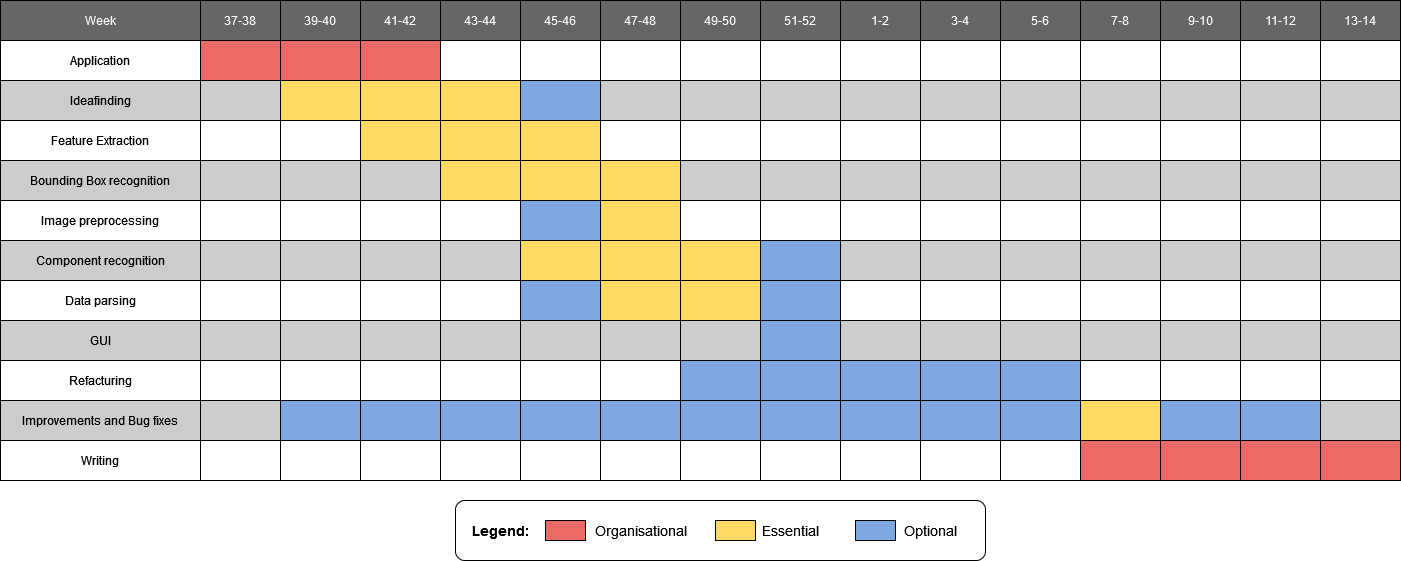 Week 37-38 39-40 41-42 43-44 45-46 47-48 49-50 51-52 1-2 3-4 5-6 7-8 9-10 11-12 13-14
Application
Ideafinding
Feature Extraction
Bounding Box recognition
Image preprocessing
Component recognition
Data parsing
GUI
Refacturing
Improvements and Bug fixes
Writing
Legend: Organisational Essential Optional